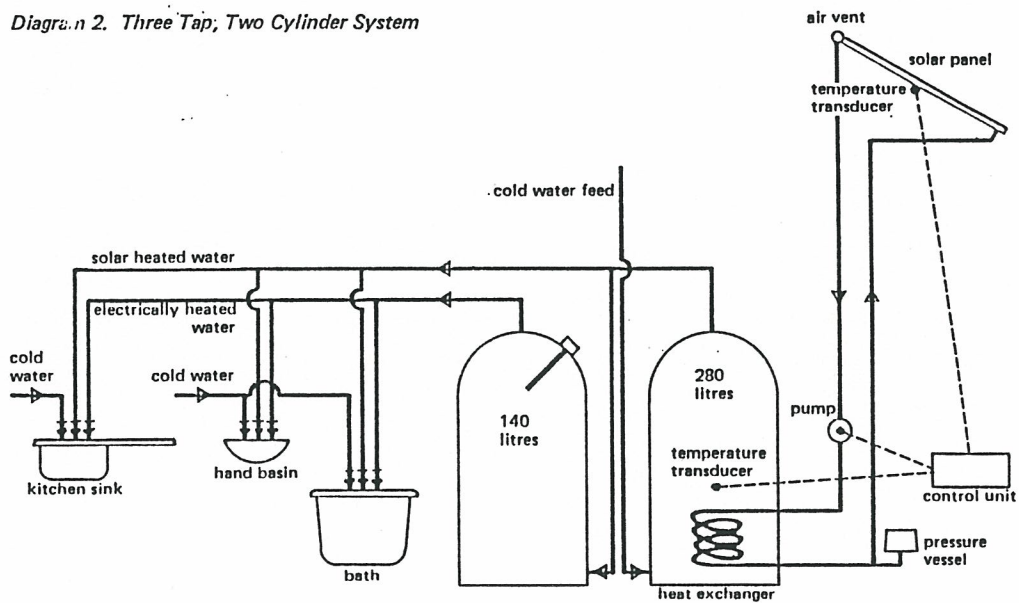 Diagram 2. Three Tap, Two Cylinder System
air vent
solar panel
temperature
transducer
cold water feed
solar heated water
electrically heated
water
cold
water
cold water
280
litres
140
litres
pump
temperature
transducer
hand basin
kitchen sink
control unit
pressure
vessel
bath
heat exchanger